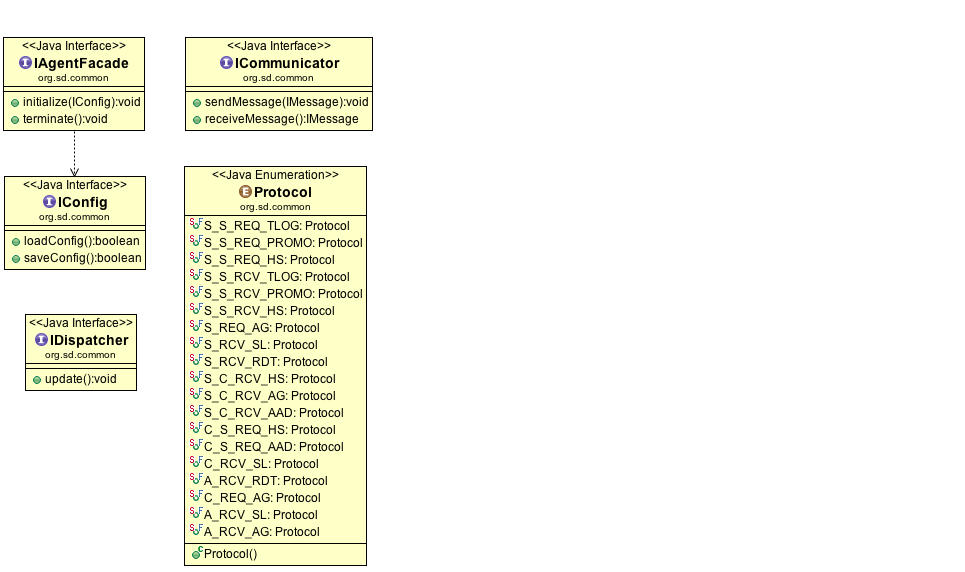 <<Java Interface>>
IAgentFacade
org.sd.common
initialize(IConfig):void
terminate():void
<<Java Interface>>
ICommunicator
org.sd.common
sendMessage(IMessage):void
receiveMessage():IMessage
<<Java Interface>>
IConfig
org.sd.common
loadConfig():boolean
saveConfig():boolean
<<Java Interface>>
IDispatcher
org.sd.common
update():void
<<Java Enumeration>>
Protocol
org.sd.common
S_S_REQ_TLOG: Protocol
S_S_REQ_PROMO: Protocol
S_S_REQ_HS: Protocol
S_S_RCV_TLOG: Protocol
S_S_RCV_PROMO: Protocol
S_S_RCV_HS: Protocol
S_REQ_AG: Protocol
S_RCV_SL: Protocol
S_RCV_RDT: Protocol
S_C_RCV_HS: Protocol
S_C_RCV_AG: Protocol
S_C_RCV_AAD: Protocol
C_S_REQ_HS: Protocol
C_S_REQ_AAD: Protocol
C_RCV_SL: Protocol
A_RCV_RDT: Protocol
C_REQ_AG: Protocol
A_RCV_SL: Protocol
A_RCV_AG: Protocol
Protocol()